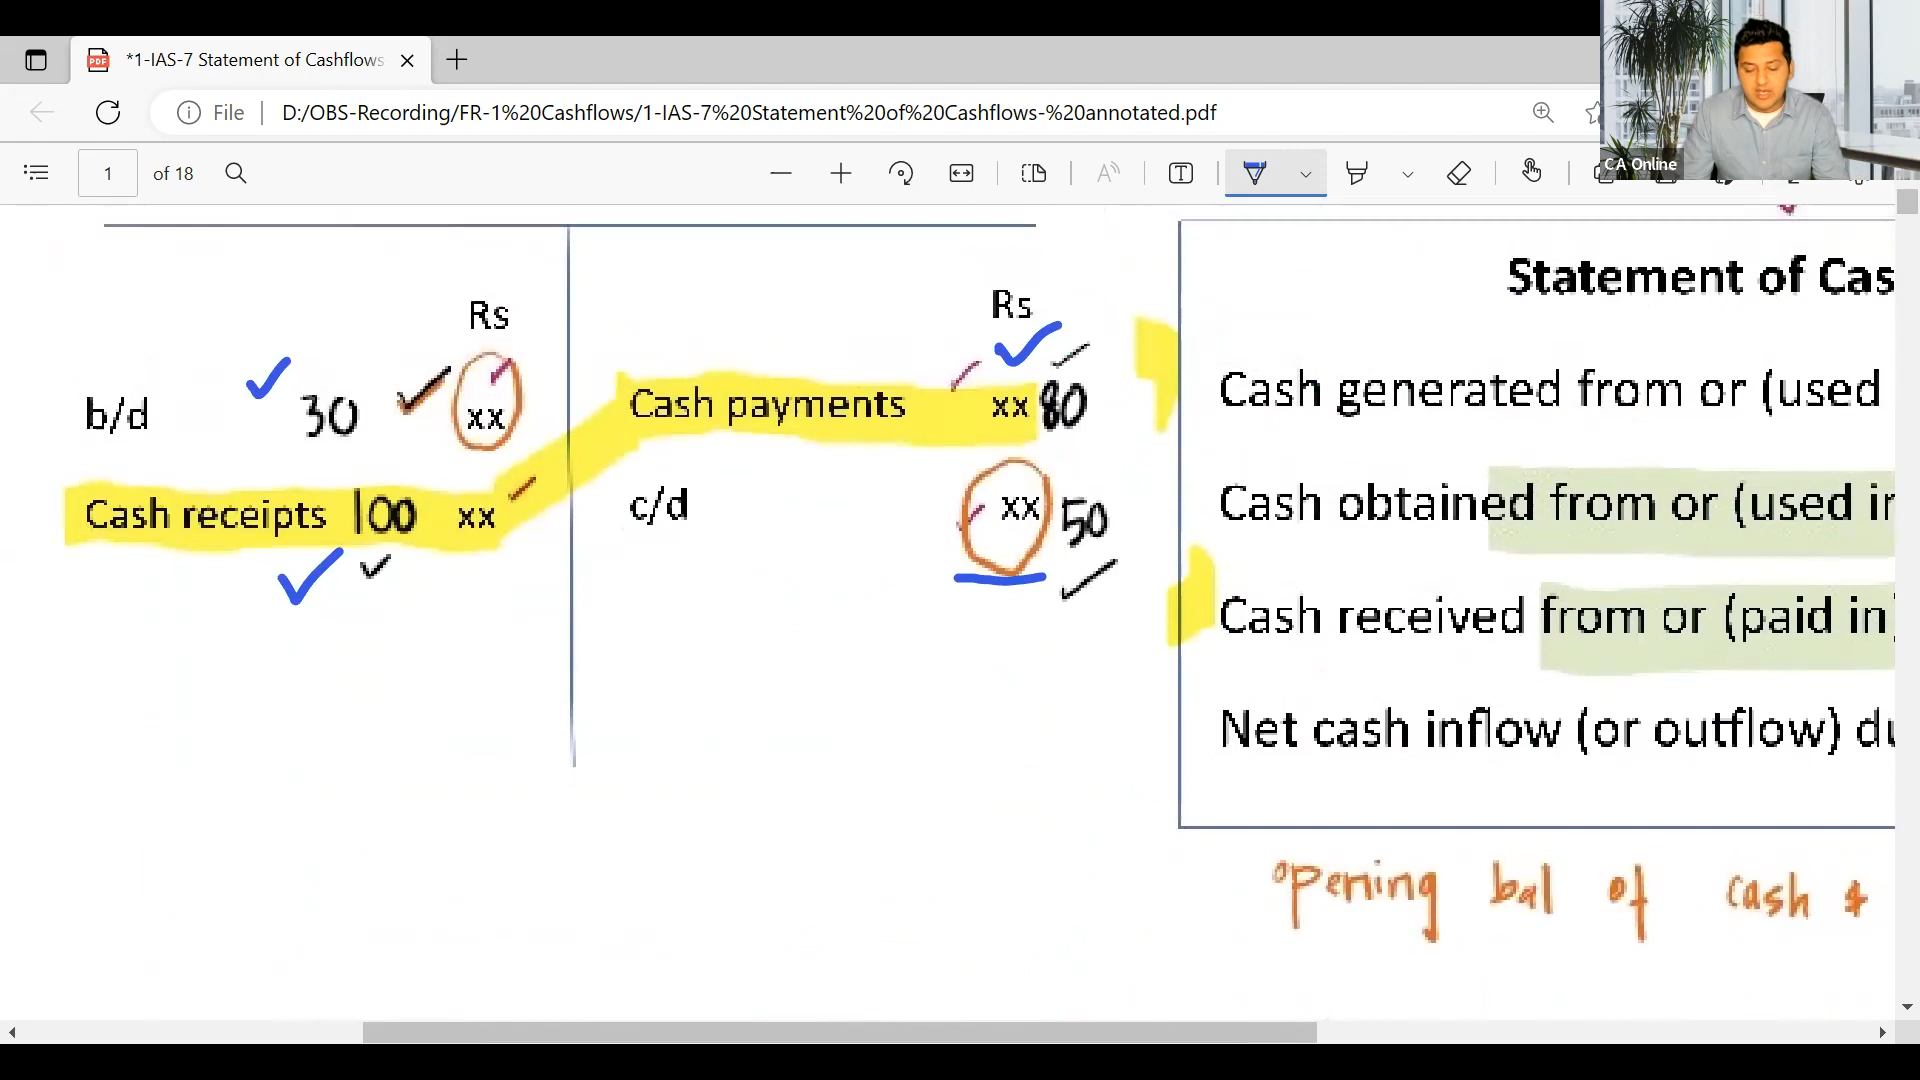 *1-IAS-7 Statement of Cashflows
File
D:/OBS-Recording/FR-1%20Cashflows/1-IAS-7%20Statement%20of%20Cashflows-%20annotated.pdf
CA Online
1 of 18
Rs
b/d 30 xx
Cash receipts 100 xx
Rs
Cash payments xx 80
c/d xx 50
Statement of Cas
Cash generated from or (used
Cash obtained from or (used in
Cash received from or (paid in)
Net cash inflow (or outflow) du
opening bal of cash &